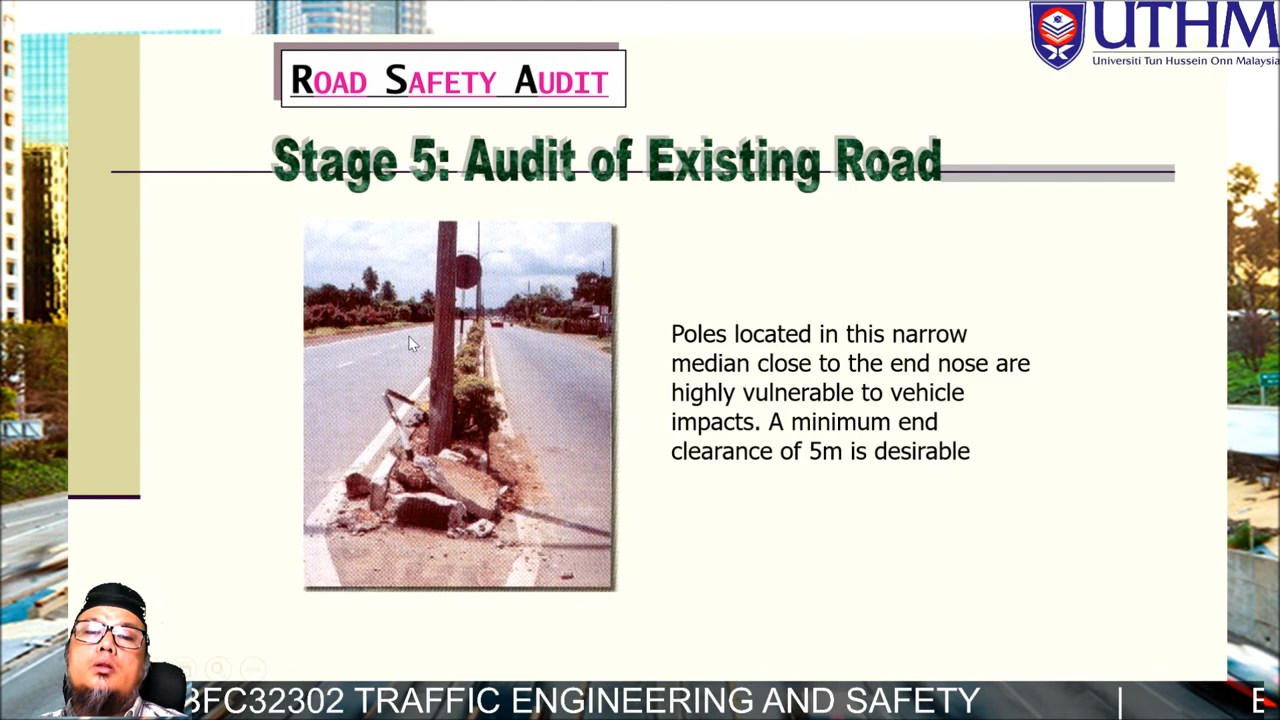 UTHM
Universiti Tun Hussein Onn Malaysia
ROAD SAFETY AUDIT
Stage 5: Audit of Existing Road
Poles located in this narrow
median close to the end nose are
highly vulnerable to vehicle
impacts. A minimum end
clearance of 5m is desirable
BFC32302 TRAFFIC ENGINEERING AND SAFETY | E